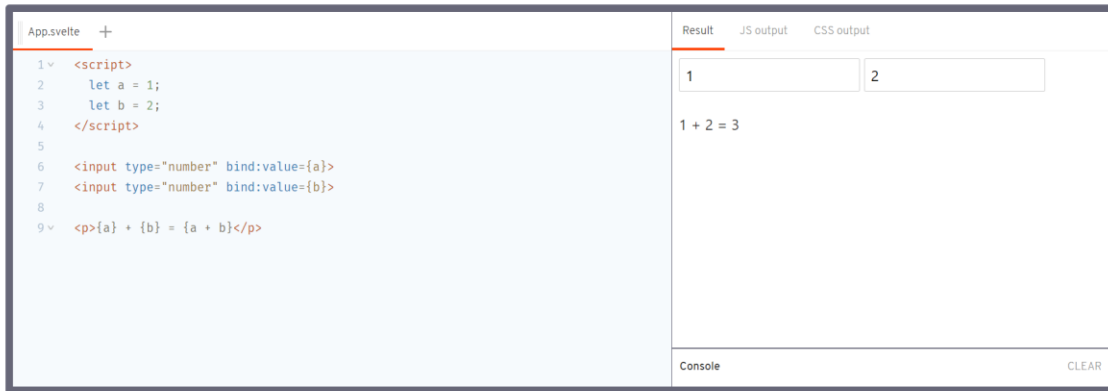 App.svelte +
1 <script>
2 let a = 1;
3 let b = 2;
4 </script>
5
6 <input type="number" bind:value={a}>
7 <input type="number" bind:value={b}>
8
9 <p>{a} + {b} = {a + b}</p>
Result JS output CSS output
1 2
1 + 2 = 3
Console CLEAR